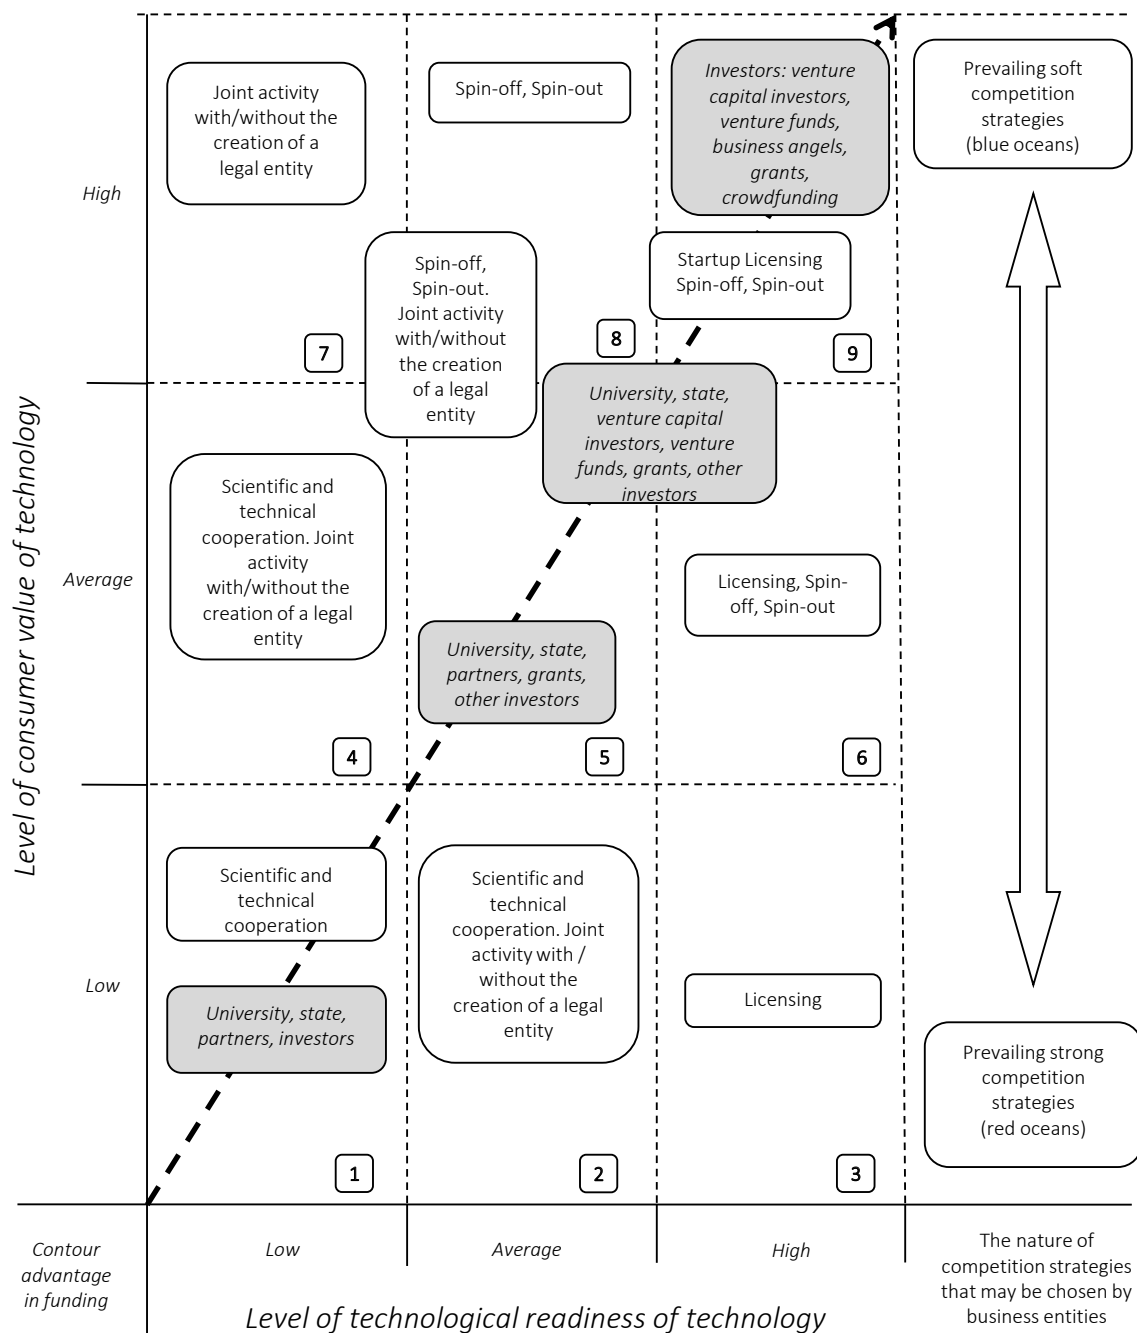 Joint activity
with/without the
creation of a
legal entity
Spin-off, Spin-out
Investors: venture
capital investors,
venture funds,
business angels,
grants,
crowdfunding
Prevailing soft
competition
strategies
(blue oceans)
High
Spin-off,
Spin-out.
Joint activity
with/without
the creation
of a legal
entity
Startup Licensing
Spin-off, Spin-out
7
8
9
University, state,
venture capital
investors, venture
funds, grants, other
investors
Level of consumer value of technology
Scientific and
technical
cooperation. Joint
activity
with/without the
creation of a legal
entity
Average
Licensing, Spin-
off, Spin-out
University, state,
partners, grants,
other investors
4
5
6
Scientific and
technical
cooperation
Scientific and
technical
cooperation. Joint
activity with /
without the
creation of a legal
entity
Low
Licensing
University, state,
partners, investors
Prevailing strong
competition
strategies
(red oceans)
1
2
3
Contour
advantage
in funding
Low
Average
High
The nature of
competition strategies
that may be chosen by
business entities
Level of technological readiness of technology